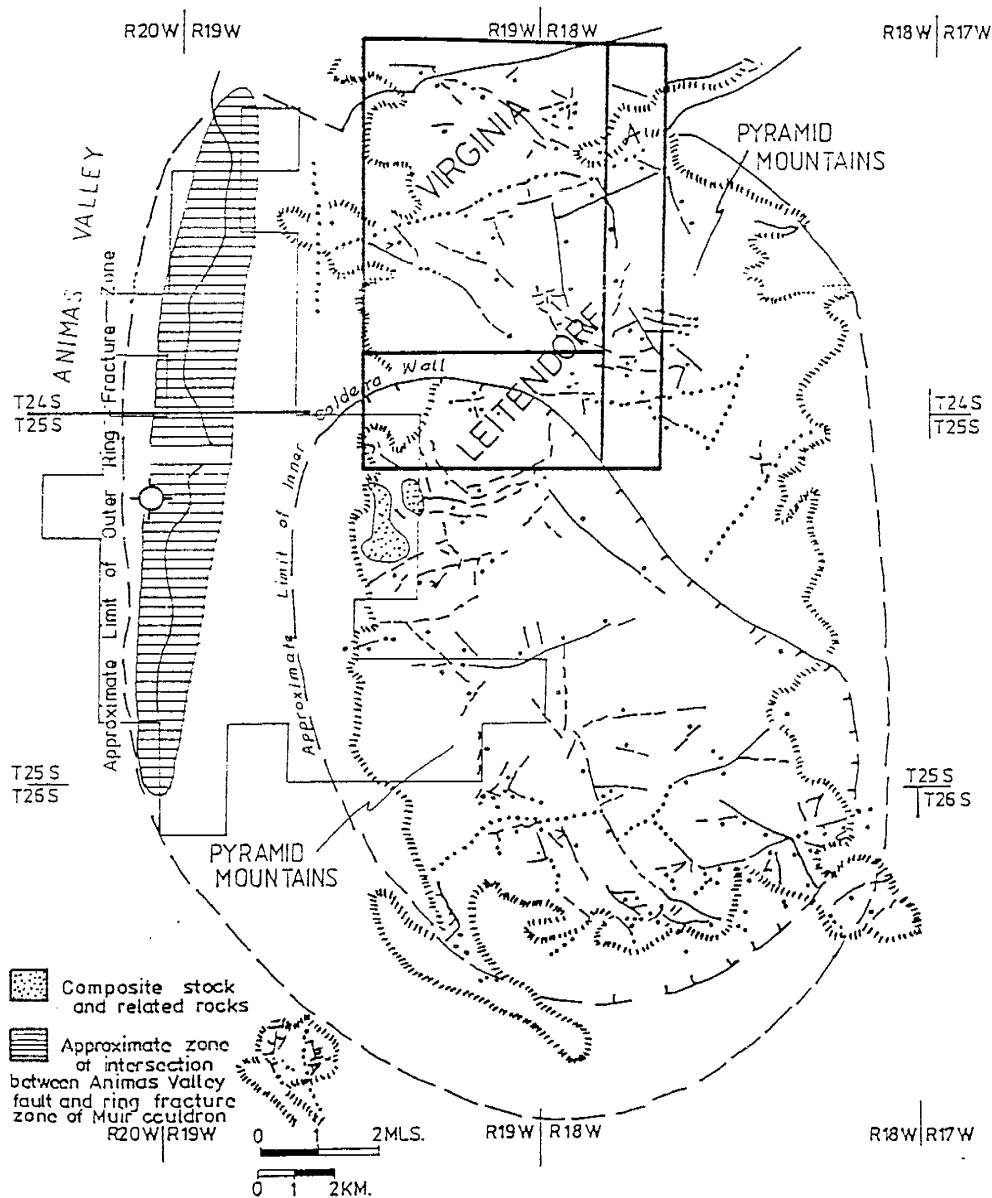 R20W R19W
R19W R18W
R18W R17W
VIRGINIA
PYRAMID
MOUNTAINS
ANIMAS VALLEY
Approximate Limit of Outer Ring Fracture Zone
LEITENDORF
Approximate Limit of Inner Caldera Wall
T24S
T25S
T24S
T25S
T25S
T26S
T25S
T26S
PYRAMID
MOUNTAINS
Composite stock
and related rocks
Approximate zone
of intersection
between Animas Valley
fault and ring fracture
zone of Muir cauldron
R20W R19W
0 1 2MLS.
0 1 2KM.
R19W R18W
R18W R17W